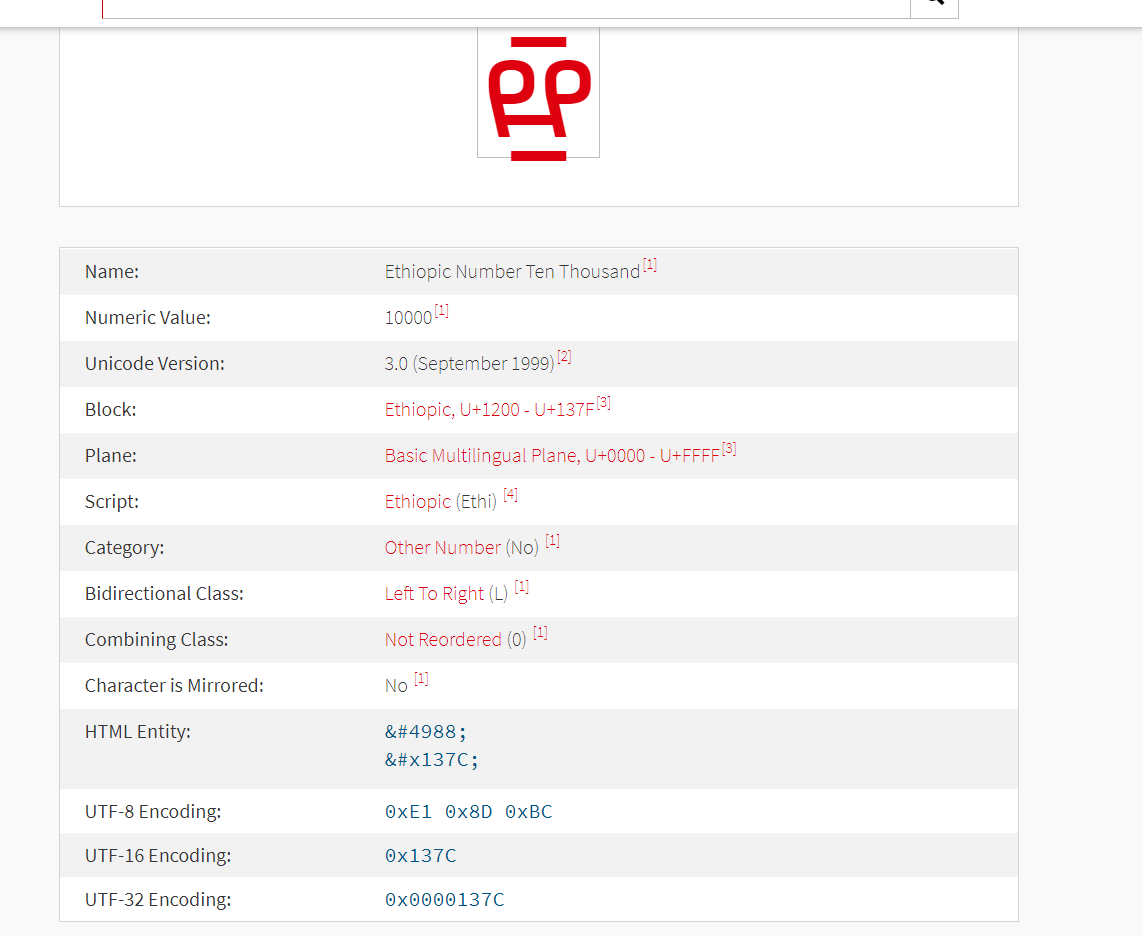 ፼
Name: Ethiopic Number Ten Thousand[1]
Numeric Value: 10000[1]
Unicode Version: 3.0 (September 1999)[2]
Block: Ethiopic, U+1200 - U+137F[3]
Plane: Basic Multilingual Plane, U+0000 - U+FFFF[3]
Script: Ethiopic (Ethi) [4]
Category: Other Number (No) [1]
Bidirectional Class: Left To Right (L) [1]
Combining Class: Not Reordered (0) [1]
Character is Mirrored: No [1]
HTML Entity: &#4988;
&#x137C;
UTF-8 Encoding: 0xE1 0x8D 0xBC
UTF-16 Encoding: 0x137C
UTF-32 Encoding: 0x0000137C